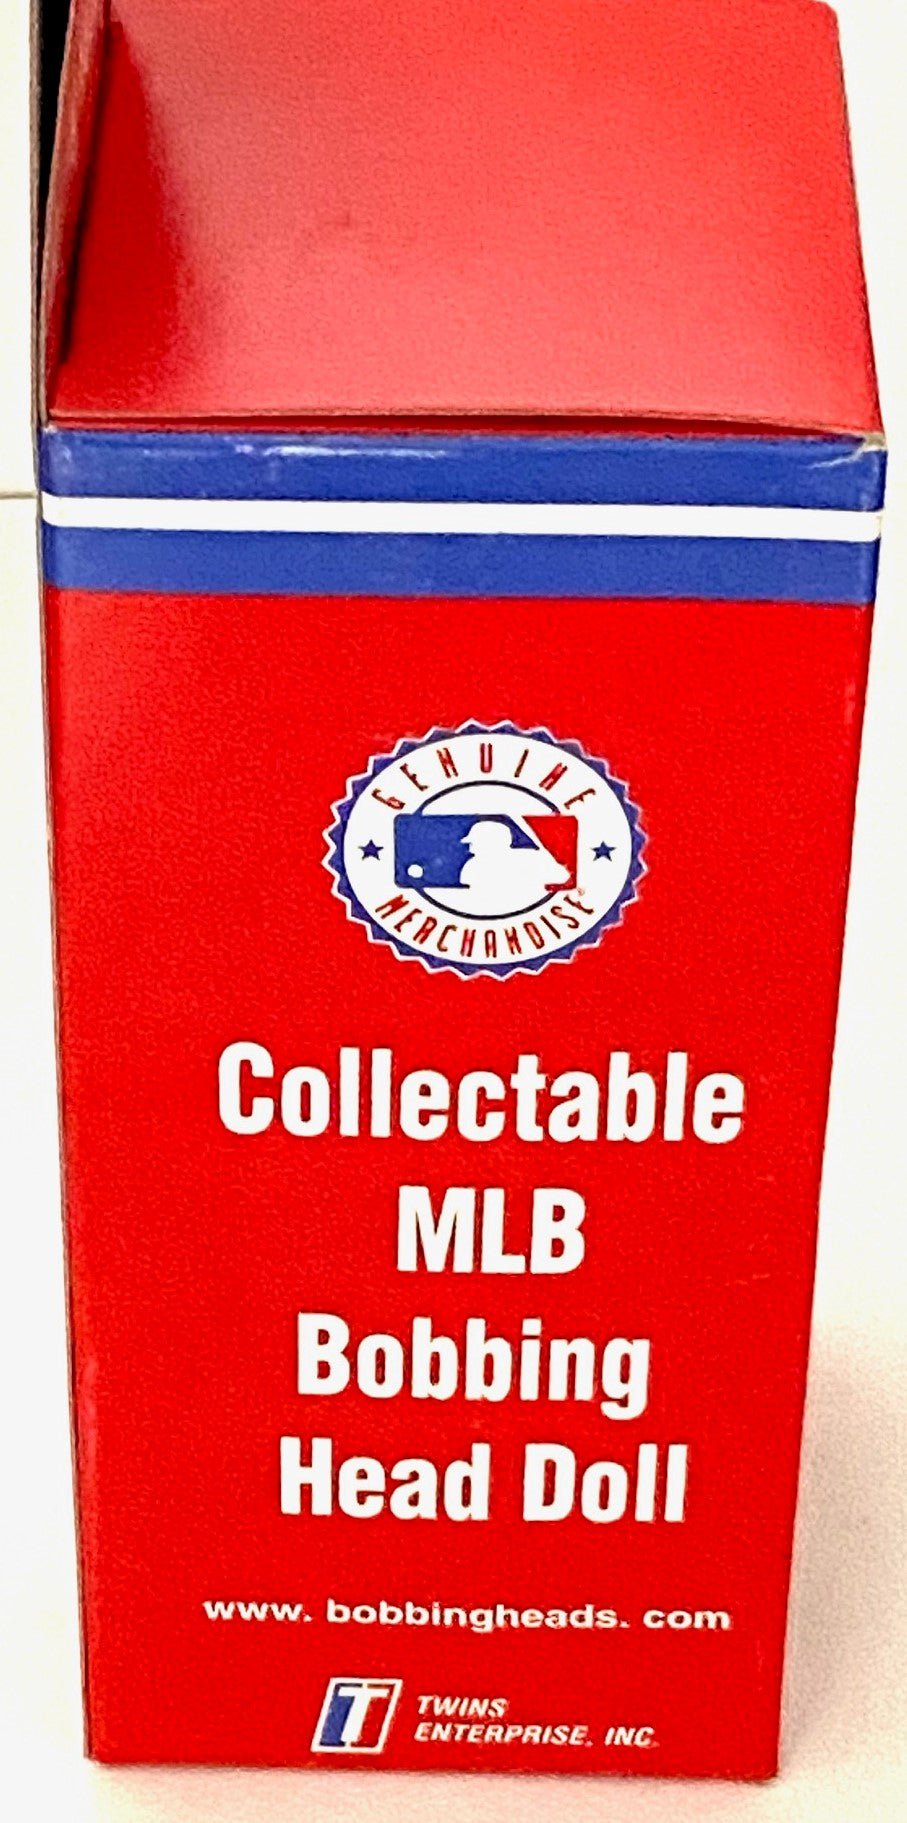 GENUINE
MERCHANDISE®
Collectable
MLB
Bobbing
Head Doll
www. bobbingheads. com
T
TWINS
ENTERPRISE, INC.